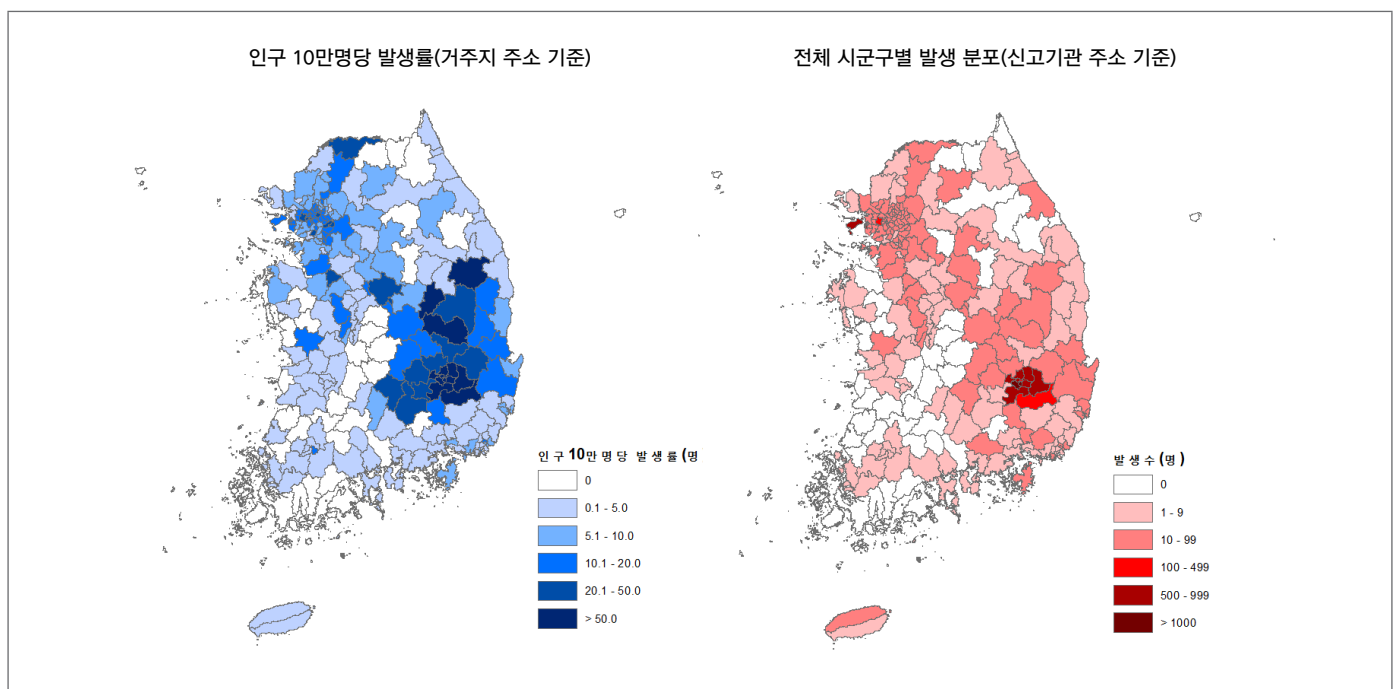 인구 10만명당 발생률(거주지 주소 기준)
전체 시군구별 발생 분포(신고기관 주소 기준)
인구10만명당 발생률(명
0
0.1 - 5.0
5.1 - 10.0
10.1 - 20.0
20.1 - 50.0
> 50.0
발생수(명)
0
1 - 9
10 - 99
100 - 499
500 - 999
> 1000